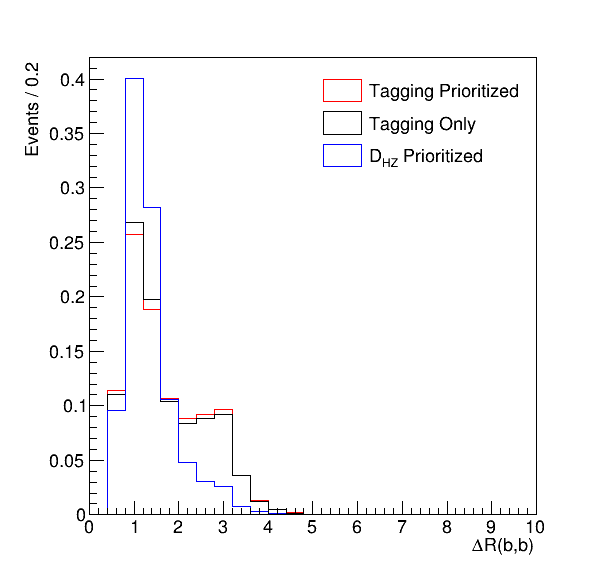 Events / 0.2
0.4
0.35
0.3
0.25
0.2
0.15
0.1
0.05
0
Tagging Prioritized
Tagging Only
D_HZ Prioritized
0 1 2 3 4 5 6 7 8 9 10
ΔR(b,b)